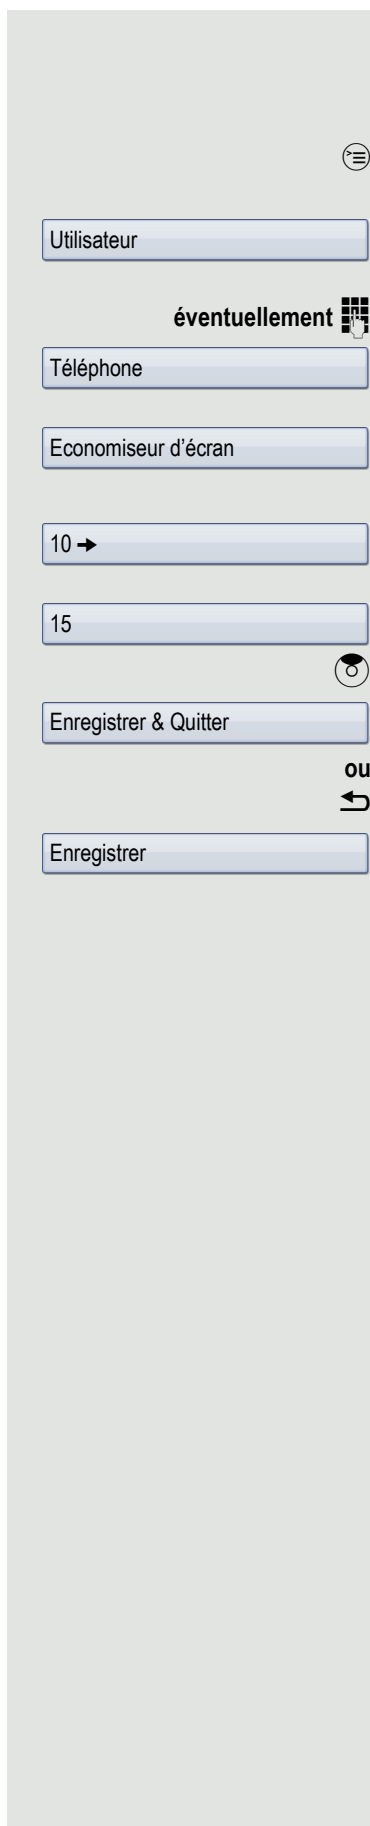 Utilisateur
éventuellement
Téléphone
Economiseur d’écran
10 →
15
Enregistrer & Quitter
ou
Enregistrer